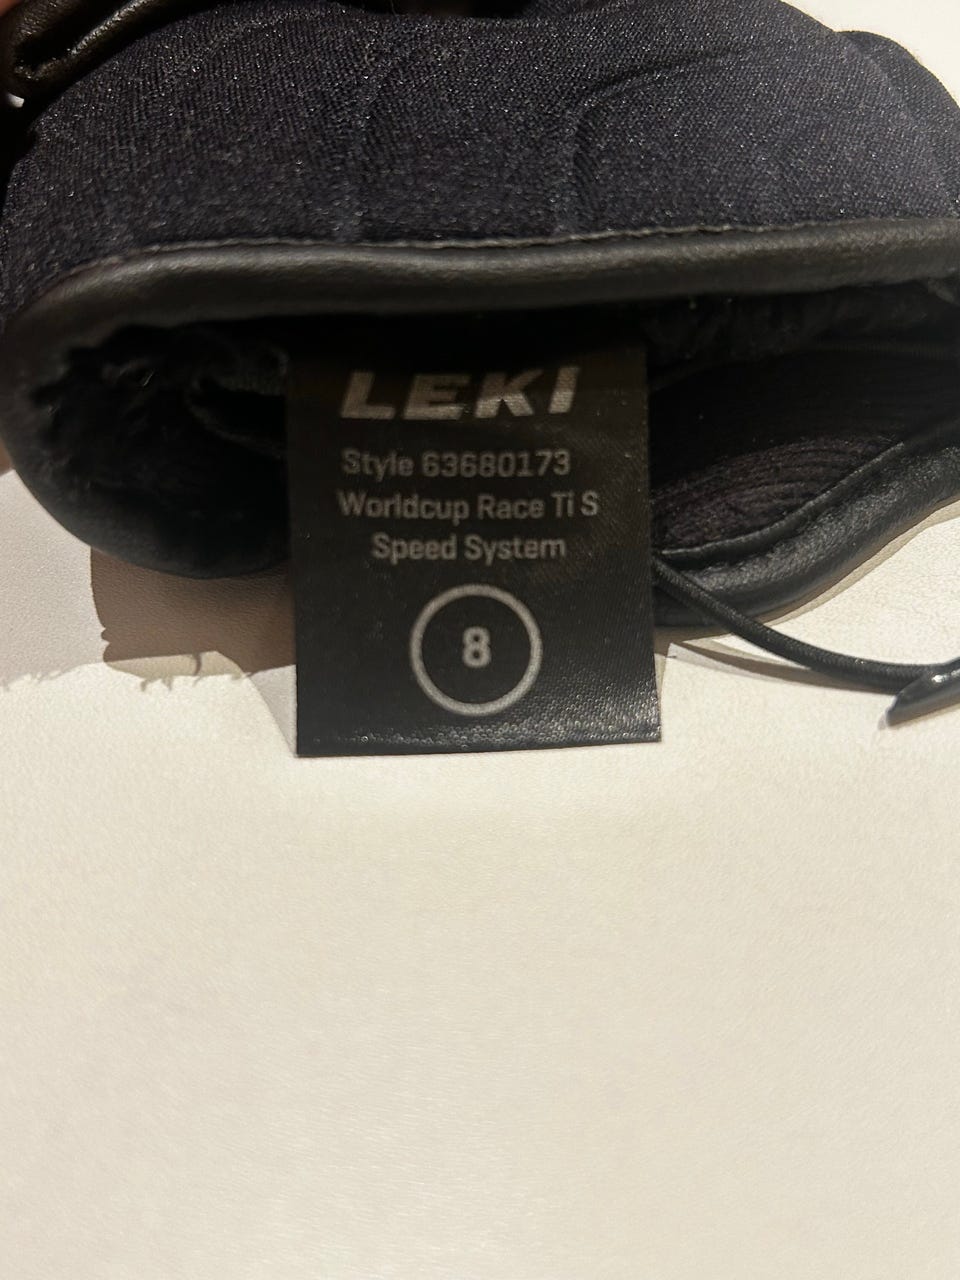 LEKI
Style 63680173
Worldcup Race Ti S
Speed System
8